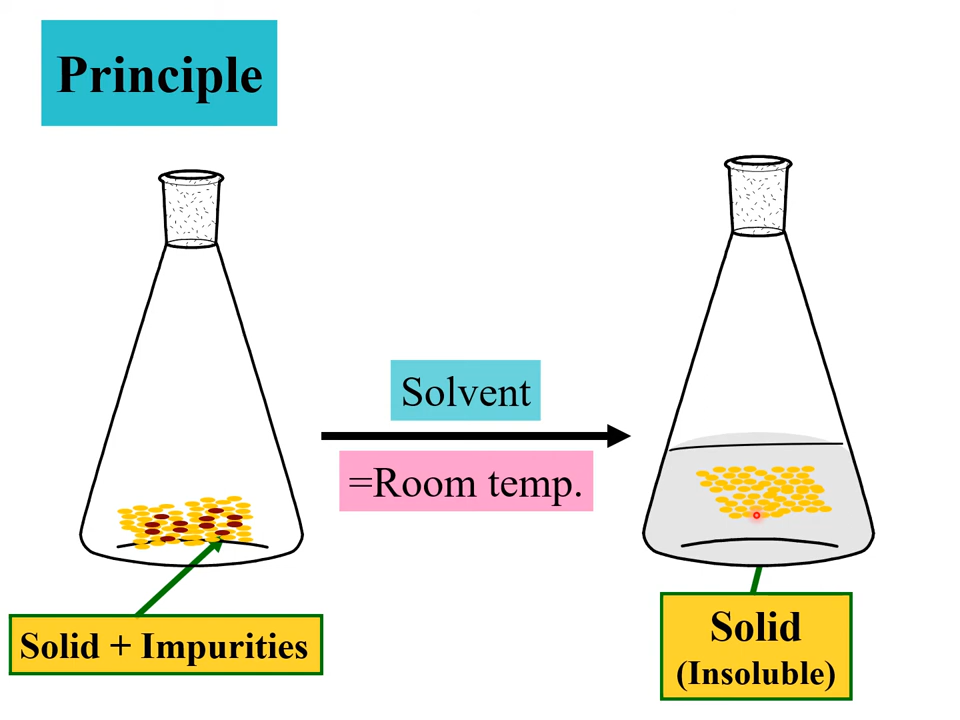 Principle
Solvent
=Room temp.
Solid + Impurities
Solid
(Insoluble)